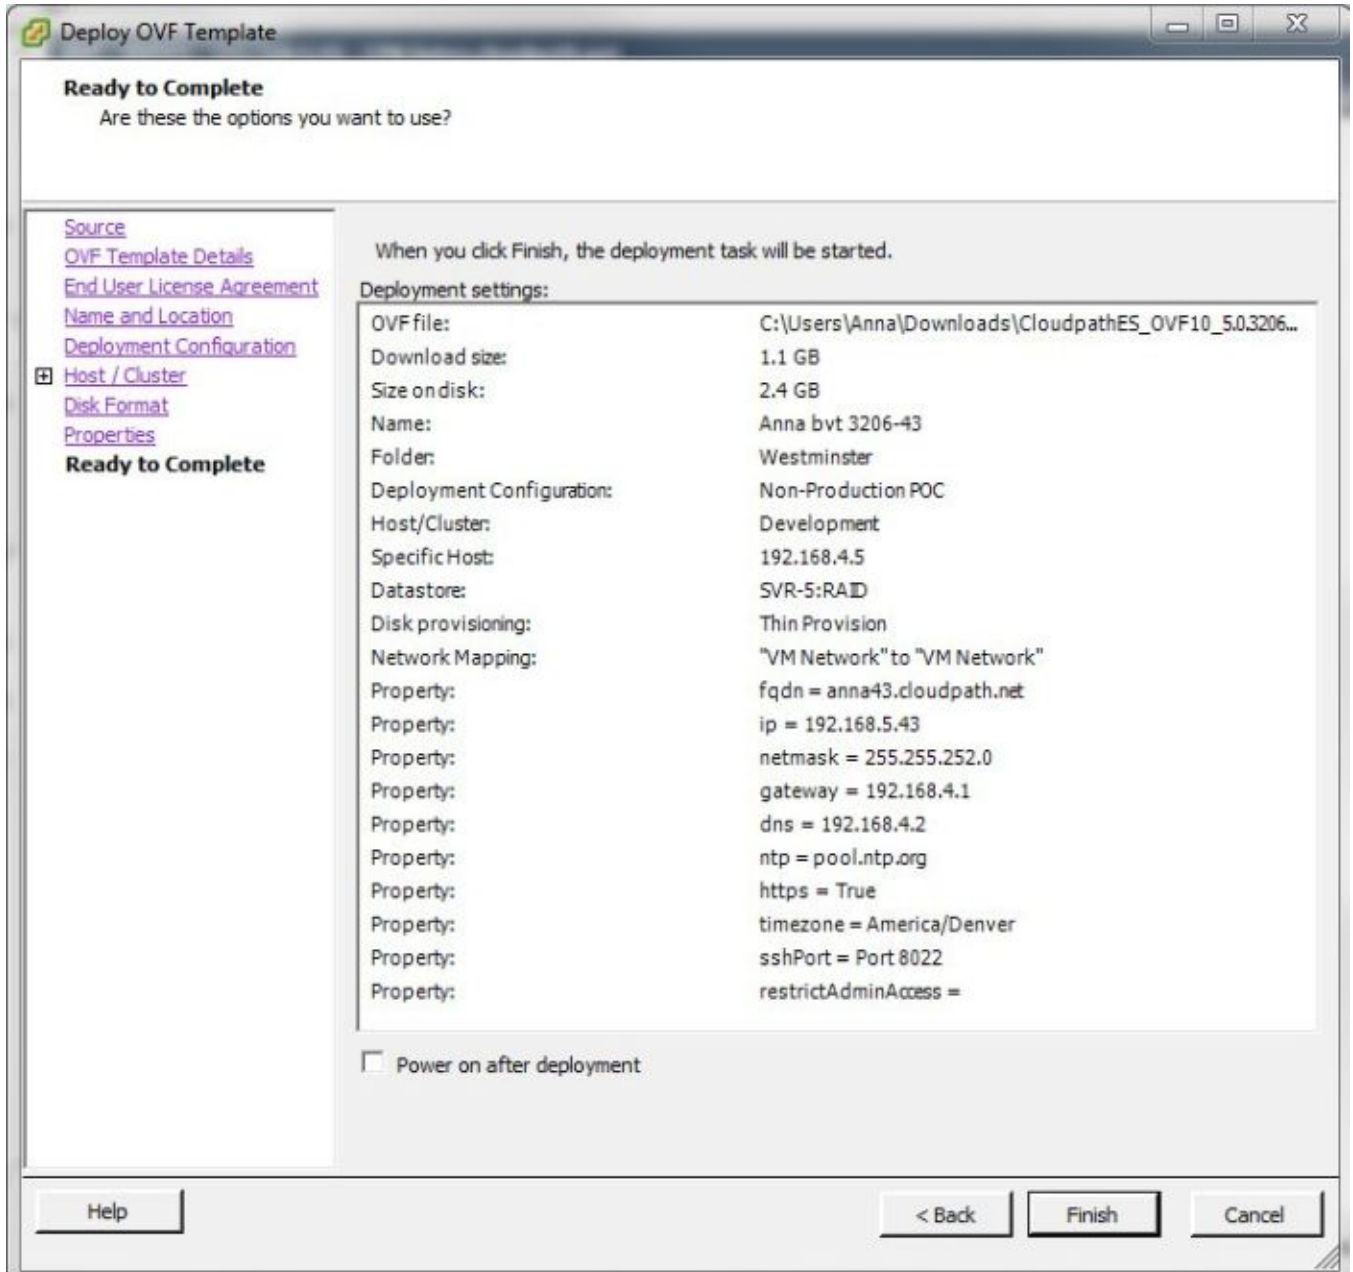 Deploy OVF Template
Ready to Complete
Are these the options you want to use?
Source
OVF Template Details
End User License Agreement
Name and Location
Deployment Configuration
Host / Cluster
Disk Format
Properties
Ready to Complete
When you click Finish, the deployment task will be started.
Deployment settings:
OVF file: C:\Users\Anna\Downloads\CloudpathES_OVF10_5.0.3206...
Download size: 1.1 GB
Size on disk: 2.4 GB
Name: Anna bvt 3206-43
Folder: Westminster
Deployment Configuration: Non-Production POC
Host/Cluster: Development
Specific Host: 192.168.4.5
Datastore: SVR-5:RAID
Disk provisioning: Thin Provision
Network Mapping: "VM Network" to "VM Network"
Property: fqdn = anna43.cloudpath.net
Property: ip = 192.168.5.43
Property: netmask = 255.255.252.0
Property: gateway = 192.168.4.1
Property: dns = 192.168.4.2
Property: ntp = pool.ntp.org
Property: https = True
Property: timezone = America/Denver
Property: sshPort = Port 8022
Property: restrictAdminAccess =
Power on after deployment
Help
< Back
Finish
Cancel